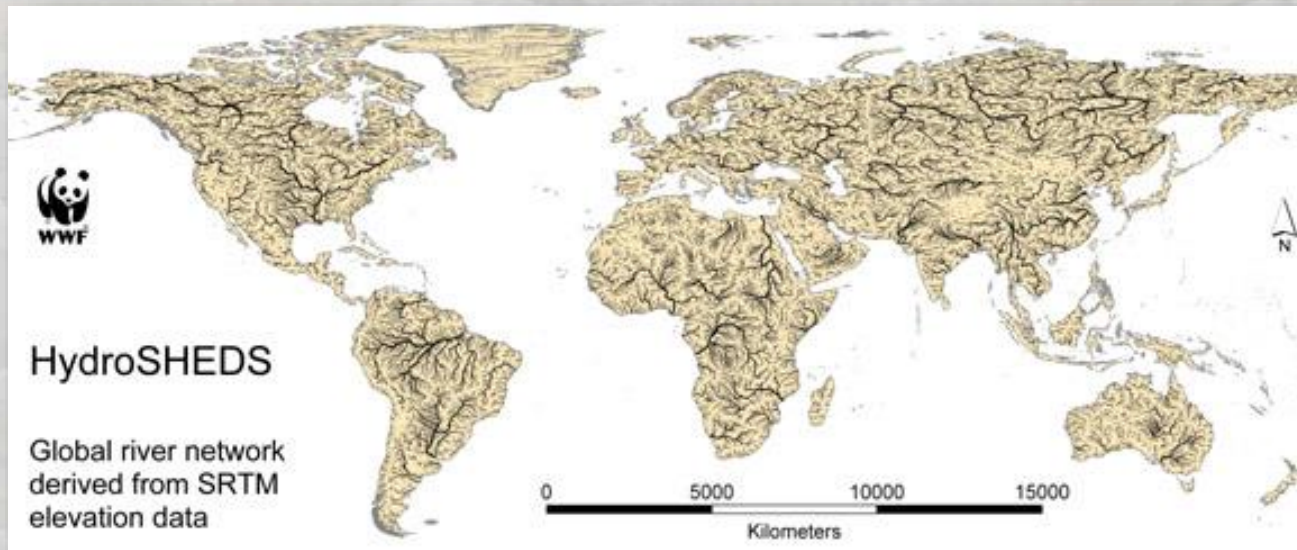 WWF
HydroSHEDS
Global river network
derived from SRTM
elevation data
0 5000 10000 15000
Kilometers
N